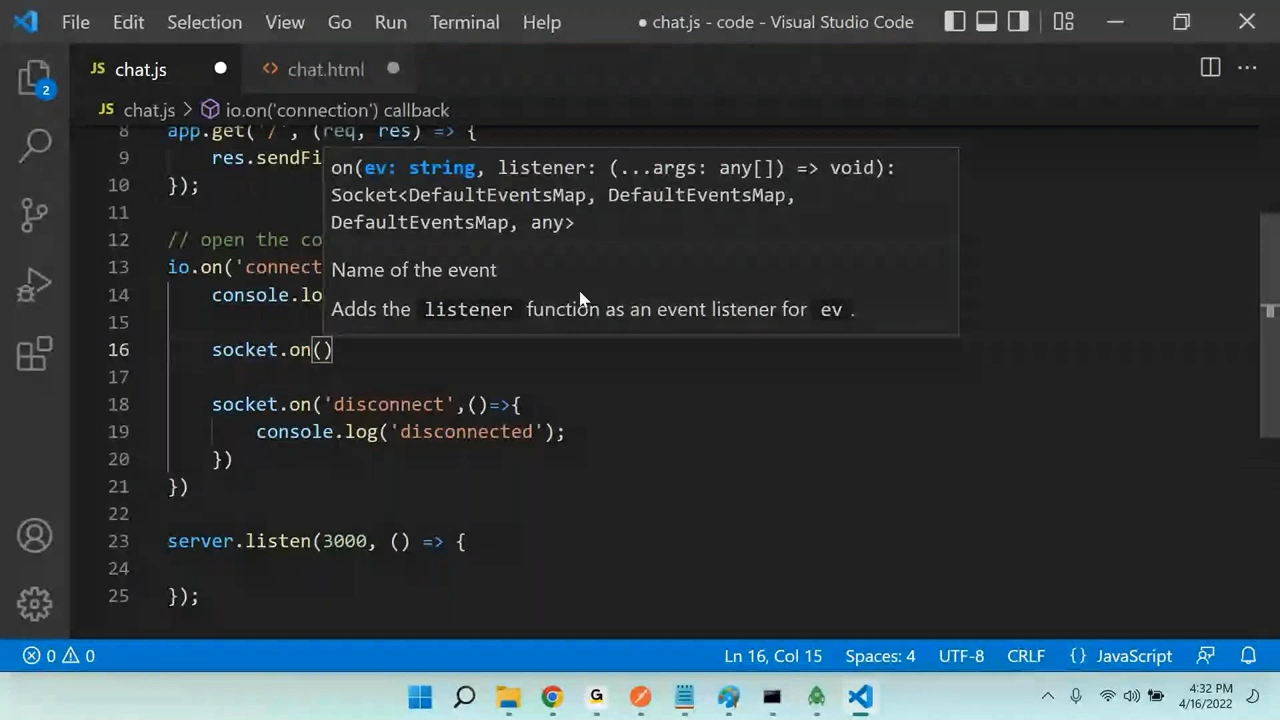 File Edit Selection View Go Run Terminal Help ● chat.js - code - Visual Studio Code
JS chat.js ● <> chat.html ●
2
JS chat.js > io.on('connection') callback
8 app.get('/', (req, res) => {
9 res.sendFi
10 });
11
12 // open the co
13 io.on('connect
14 console.lo
15
16 socket.on()
17
18 socket.on('disconnect',()=>{
19 console.log('disconnected');
20 })
21 })
22
23 server.listen(3000, () => {
24
25 });
on(ev: string, listener: (...args: any[]) => void):
Socket<DefaultEventsMap, DefaultEventsMap,
DefaultEventsMap, any>
Name of the event
Adds the listener function as an event listener for ev .
0 0 Ln 16, Col 15 Spaces: 4 UTF-8 CRLF {} JavaScript
G
4:32 PM
4/16/2022